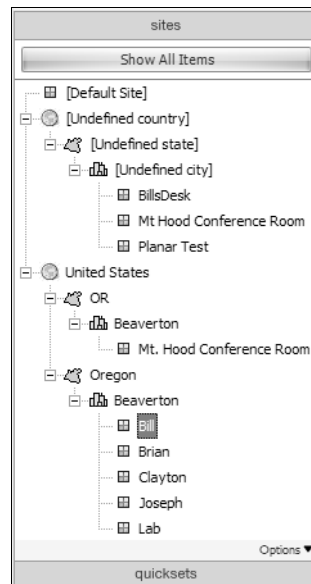 sites
Show All Items
[Default Site]
[Undefined country]
[Undefined state]
[Undefined city]
BillsDesk
Mt Hood Conference Room
Planar Test
United States
OR
Beaverton
Mt. Hood Conference Room
Oregon
Beaverton
Bill
Brian
Clayton
Joseph
Lab
Options
quicksets